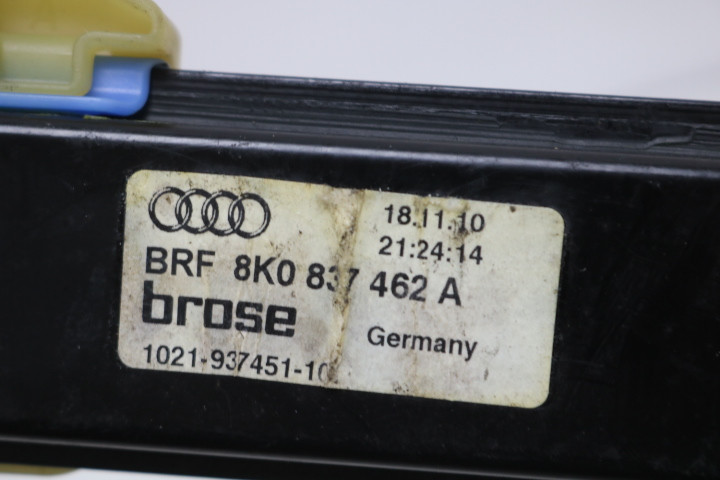 18.11.10
21:24:14
BRF 8K0 837 462 A
brose
Germany
1021-937451-10